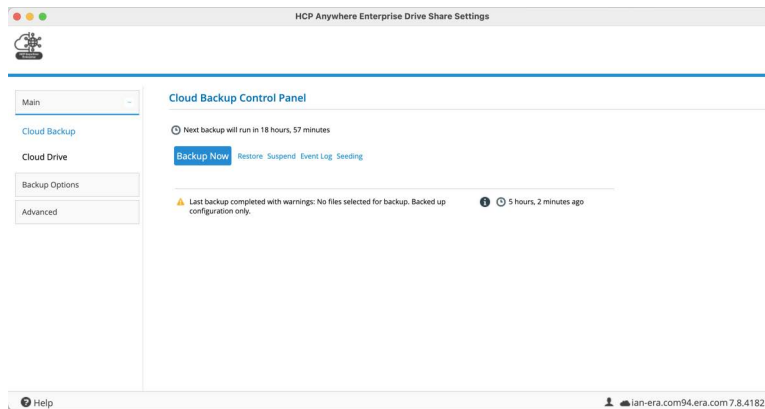 HCP Anywhere Enterprise Drive Share Settings
HCP Anywhere
Enterprise
Main
Cloud Backup
Cloud Drive
Backup Options
Advanced
Cloud Backup Control Panel
Next backup will run in 18 hours, 57 minutes
Backup Now Restore Suspend Event Log Seeding
Last backup completed with warnings: No files selected for backup. Backed up
configuration only.
5 hours, 2 minutes ago
Help
ian-era.com94.era.com 7.8.4182